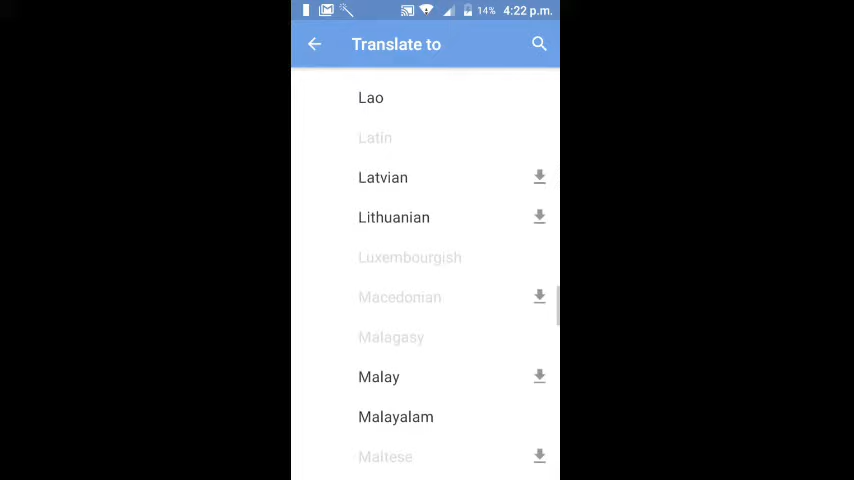 14% 4:22 p.m.
Translate to
Lao
Latin
Latvian
Lithuanian
Luxembourgish
Macedonian
Malagasy
Malay
Malayalam
Maltese